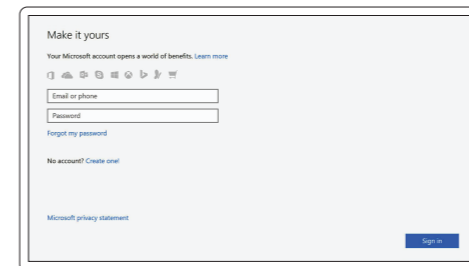 Make it yours
Your Microsoft account opens a world of benefits. Learn more
Email or phone
Password
Forgot my password
No account? Create one!
Microsoft privacy statement
Sign in